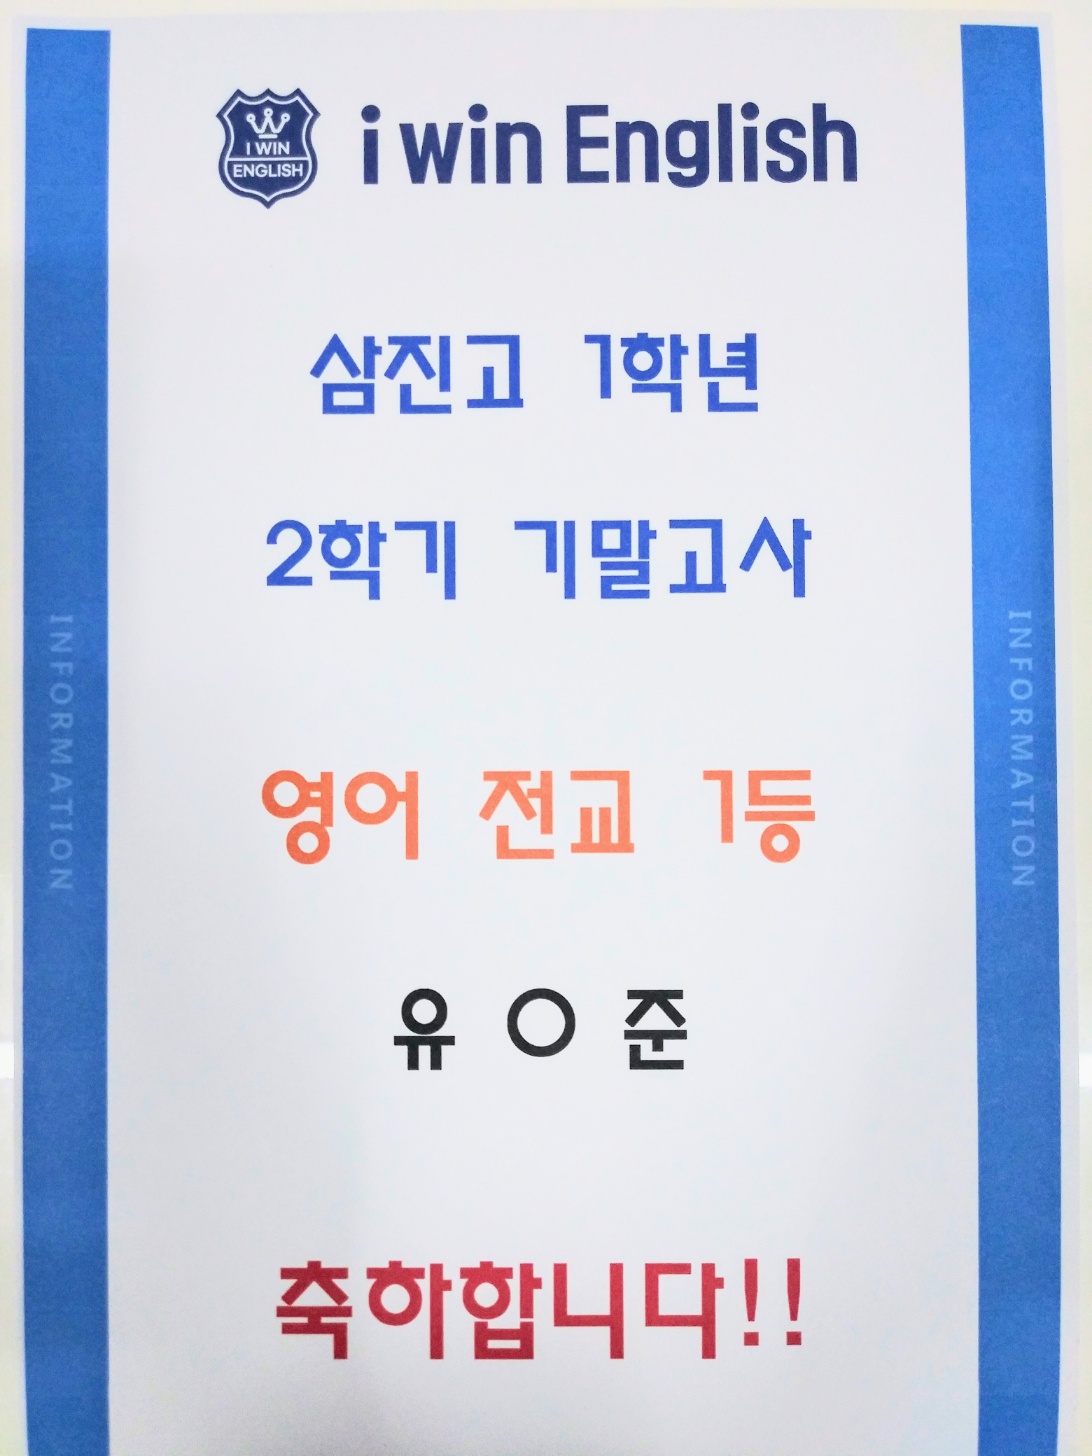 I WIN
ENGLISH
i win English
삼진고 1학년
2학기 기말고사
INFORMATION
INFORMATION
영어 전교 1등
유 ○ 준
축하합니다!!